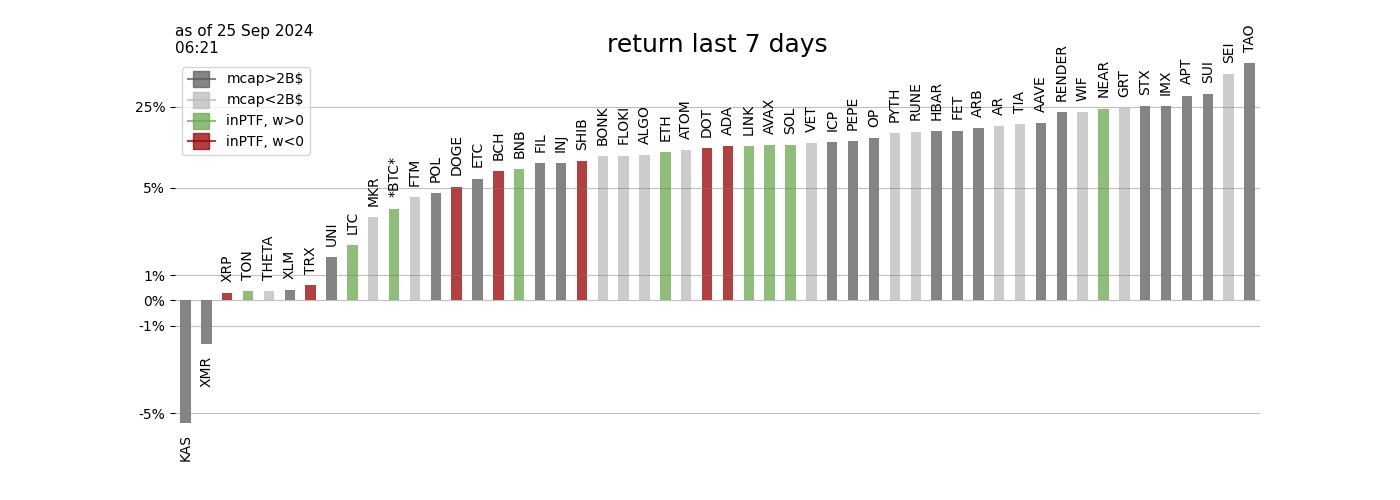 as of 25 Sep 2024
06:21
return last 7 days
mcap>2B$
mcap<2B$
inPTF, w>0
inPTF, w<0
25%
5%
1%
0%
-1%
-5%
KAS
XMR
XRP
TON
THETA
XLM
TRX
UNI
LTC
MKR
*BTC*
FTM
POL
DOGE
ETC
BCH
BNB
FIL
INJ
SHIB
BONK
FLOKI
ALGO
ETH
ATOM
DOT
ADA
LINK
AVAX
SOL
VET
ICP
PEPE
OP
PYTH
RUNE
HBAR
FET
ARB
AR
TIA
AAVE
RENDER
WIF
NEAR
GRT
STX
IMX
APT
SUI
SEI
TAO